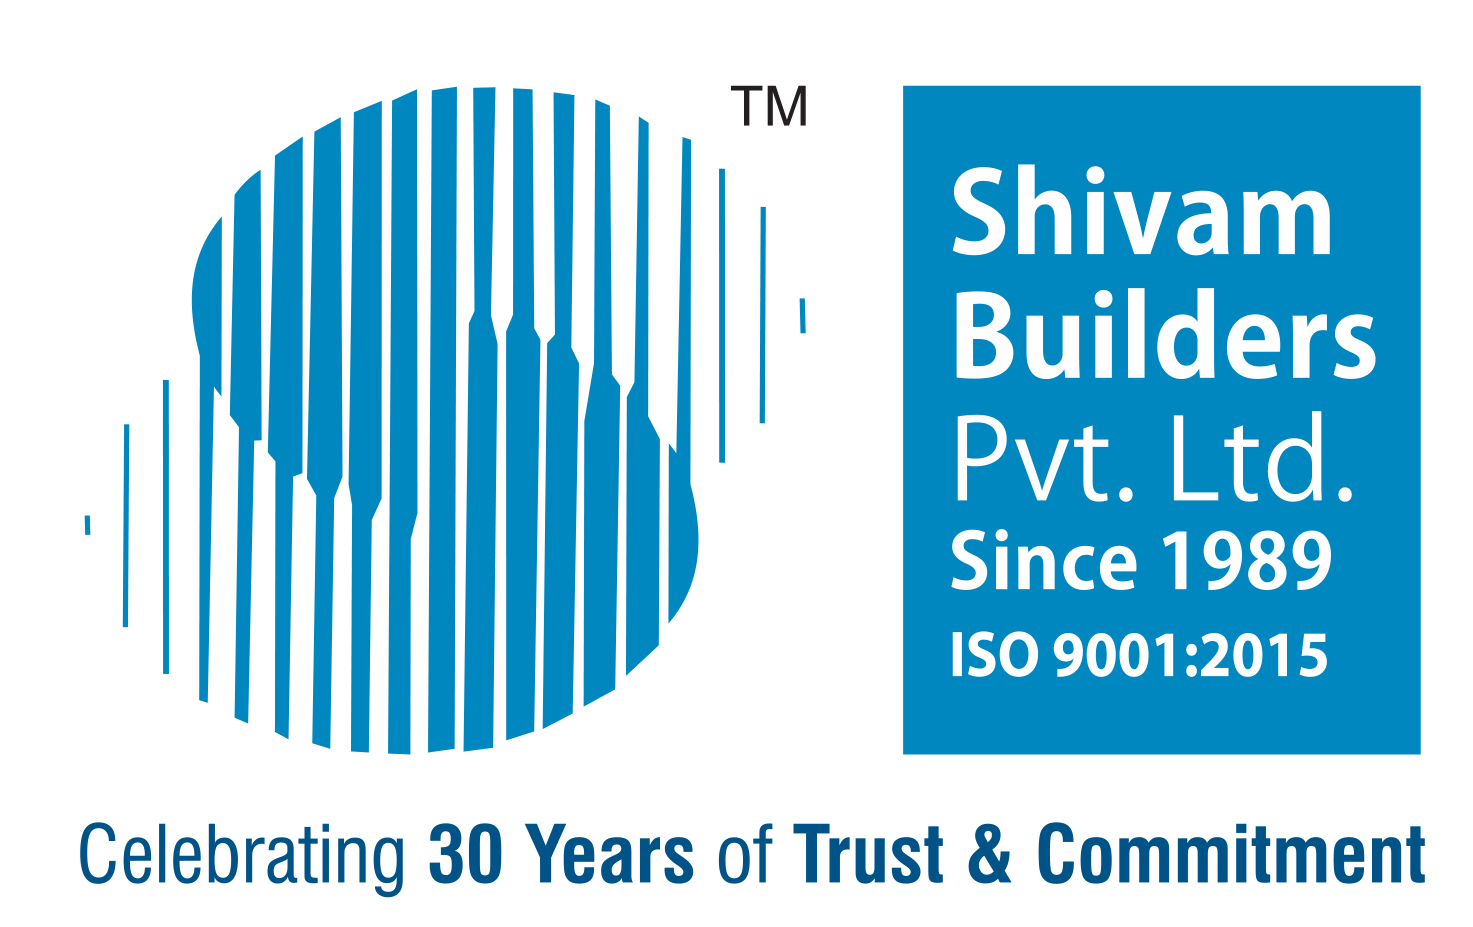 TM
Shivam
Builders
Pvt. Ltd.
Since 1989
ISO 9001:2015
Celebrating 30 Years of Trust & Commitment